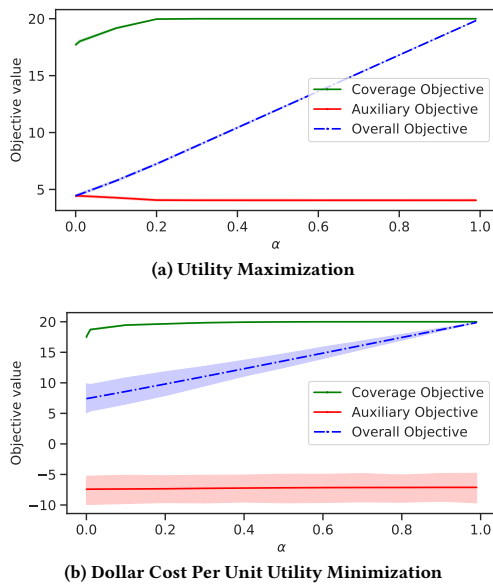 20
15
10
5
Objective value
Coverage Objective
Auxiliary Objective
Overall Objective
0.0 0.2 0.4 0.6 0.8 1.0
α
(a) Utility Maximization
20
15
10
5
0
−5
−10
Objective value
Coverage Objective
Auxiliary Objective
Overall Objective
0.0 0.2 0.4 0.6 0.8 1.0
α
(b) Dollar Cost Per Unit Utility Minimization